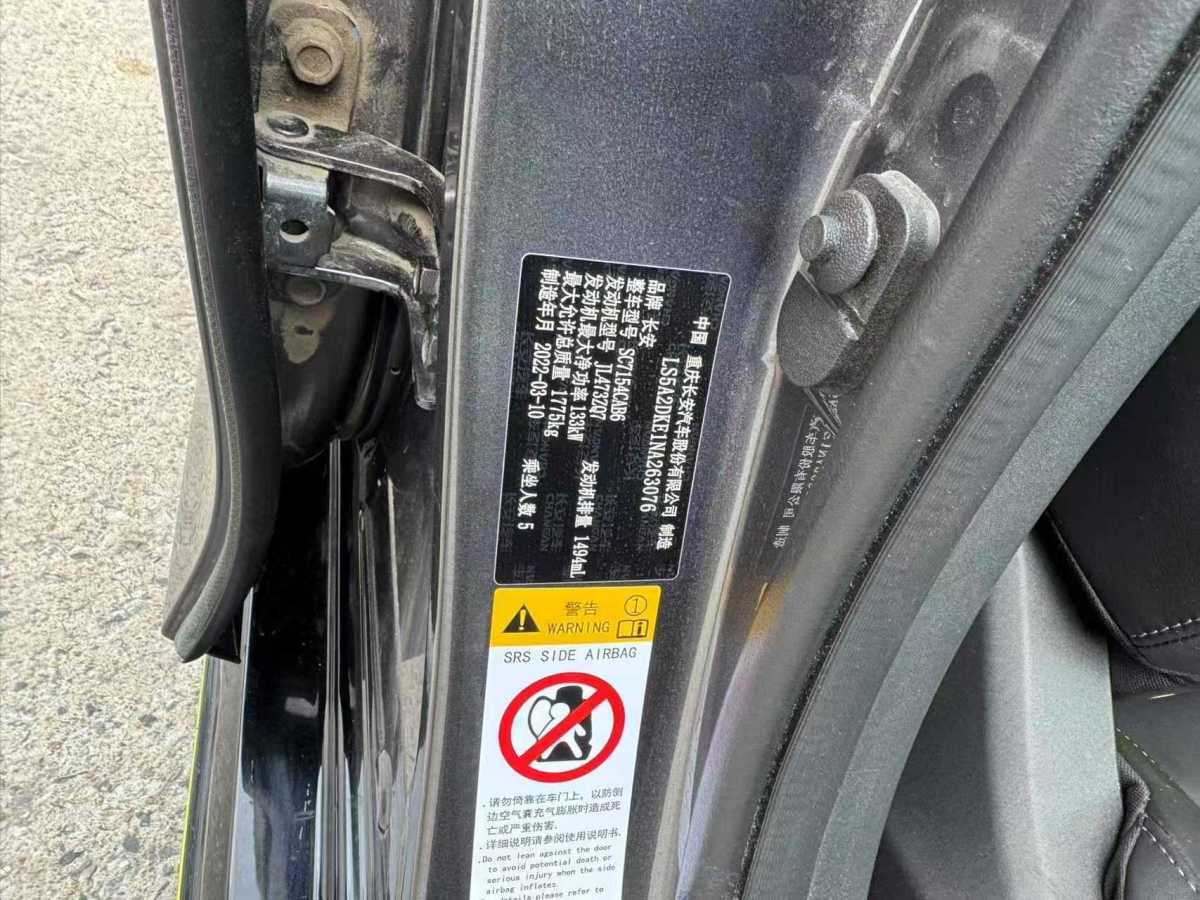 中国 重庆长安汽车股份有限公司 制造
LS5A2DKE1NA263076
品牌 长安
整车型号 SC7154CAB6
发动机型号 JL473ZQ7
发动机最大净功率 133kW 发动机排量 1494mL
最大允许总质量 1775kg
制造年月 2022-03-10 乘坐人数 5
警告
WARNING
1
SRS SIDE AIRBAG
.请勿倚靠在车门上, 以防侧
边空气囊充气膨胀时造成死
亡或严重伤害.
.详细说明请参阅使用说明书.
.Do not lean against the door
to avoid potential death or
serious injury when the side
airbag inflates.
details please refer to